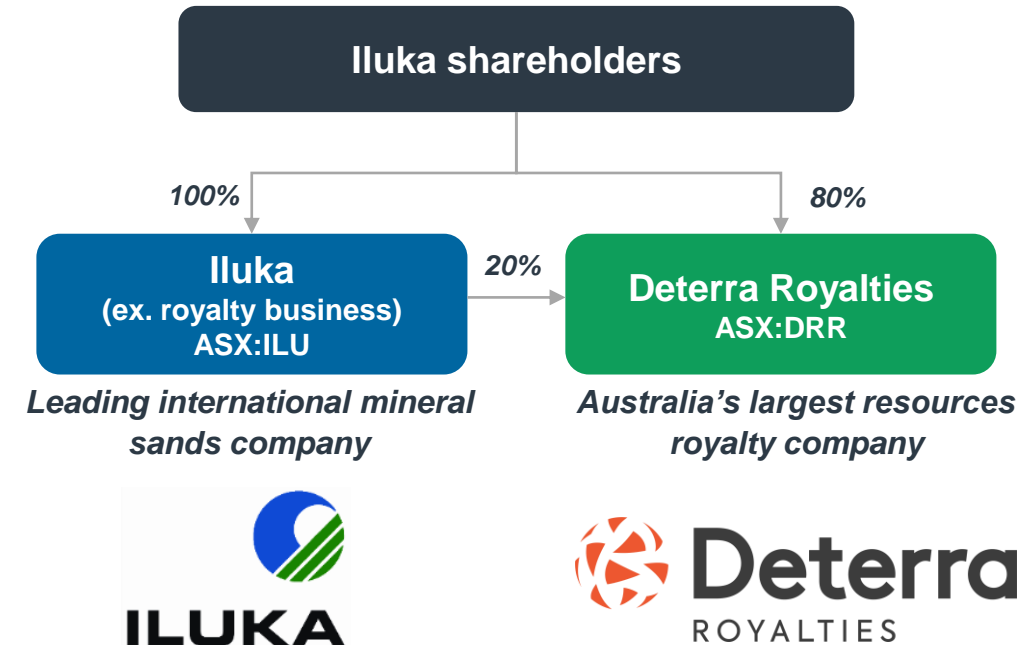 Iluka shareholders
100%
80%
Iluka
(ex. royalty business)
ASX:ILU
20%
Deterra Royalties
ASX:DRR
Leading international mineral
sands company
Australia’s largest resources
royalty company
ILUKA
Deterra
ROYALTIES